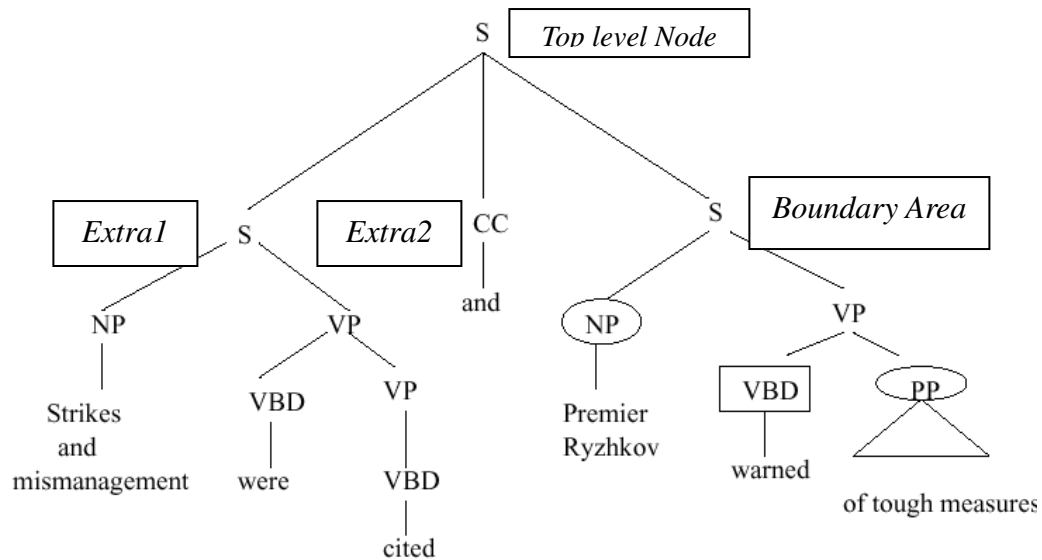 S
Top level Node
Extra1
S
Extra2
CC
S
Boundary Area
and
NP
VP
NP
VP
VBD
VP
VBD
PP
Strikes
and
mismanagement
were
VBD
Premier
Ryzhkov
warned
of tough measures
cited